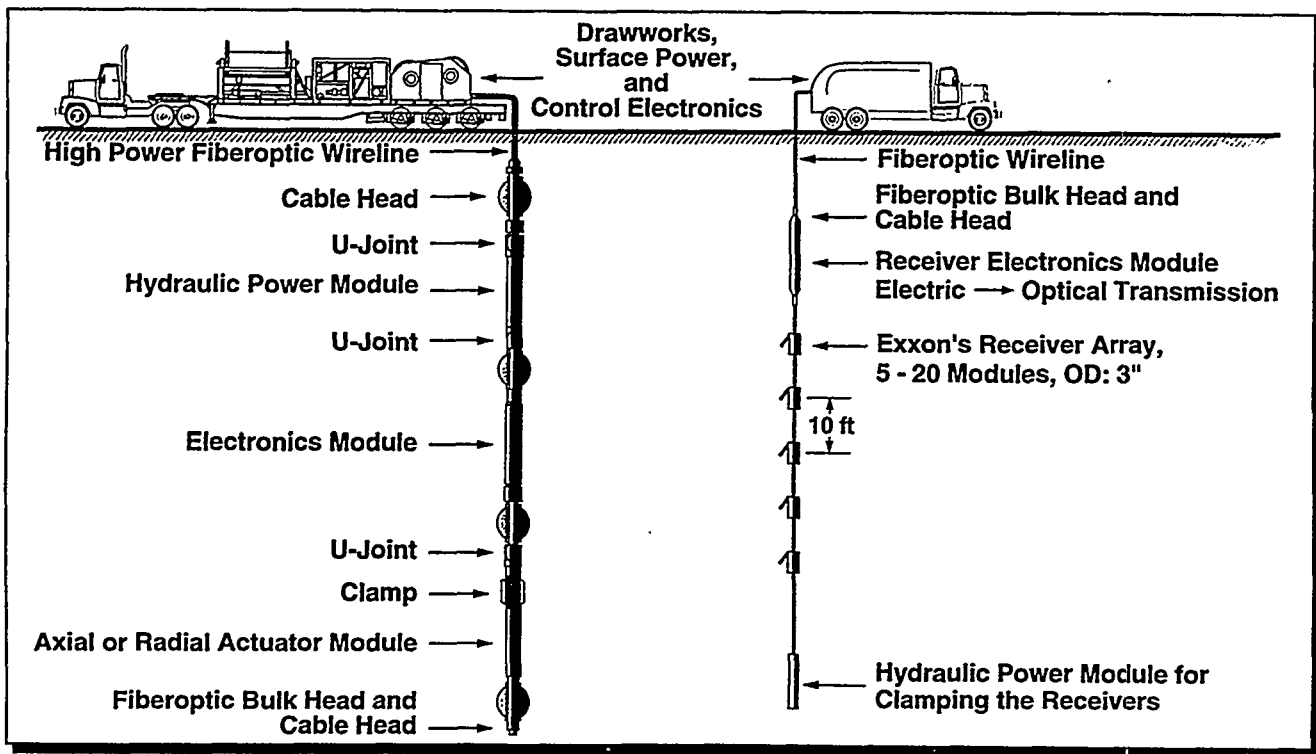 Drawworks,
Surface Power,
and
Control Electronics
High Power Fiberoptic Wireline
Cable Head
U-Joint
Hydraulic Power Module
U-Joint
Electronics Module
U-Joint
Clamp
Axial or Radial Actuator Module
Fiberoptic Bulk Head and
Cable Head
Fiberoptic Wireline
Fiberoptic Bulk Head and
Cable Head
Receiver Electronics Module
Electric → Optical Transmission
Exxon's Receiver Array,
5 - 20 Modules, OD: 3"
10 ft
Hydraulic Power Module for
Clamping the Receivers